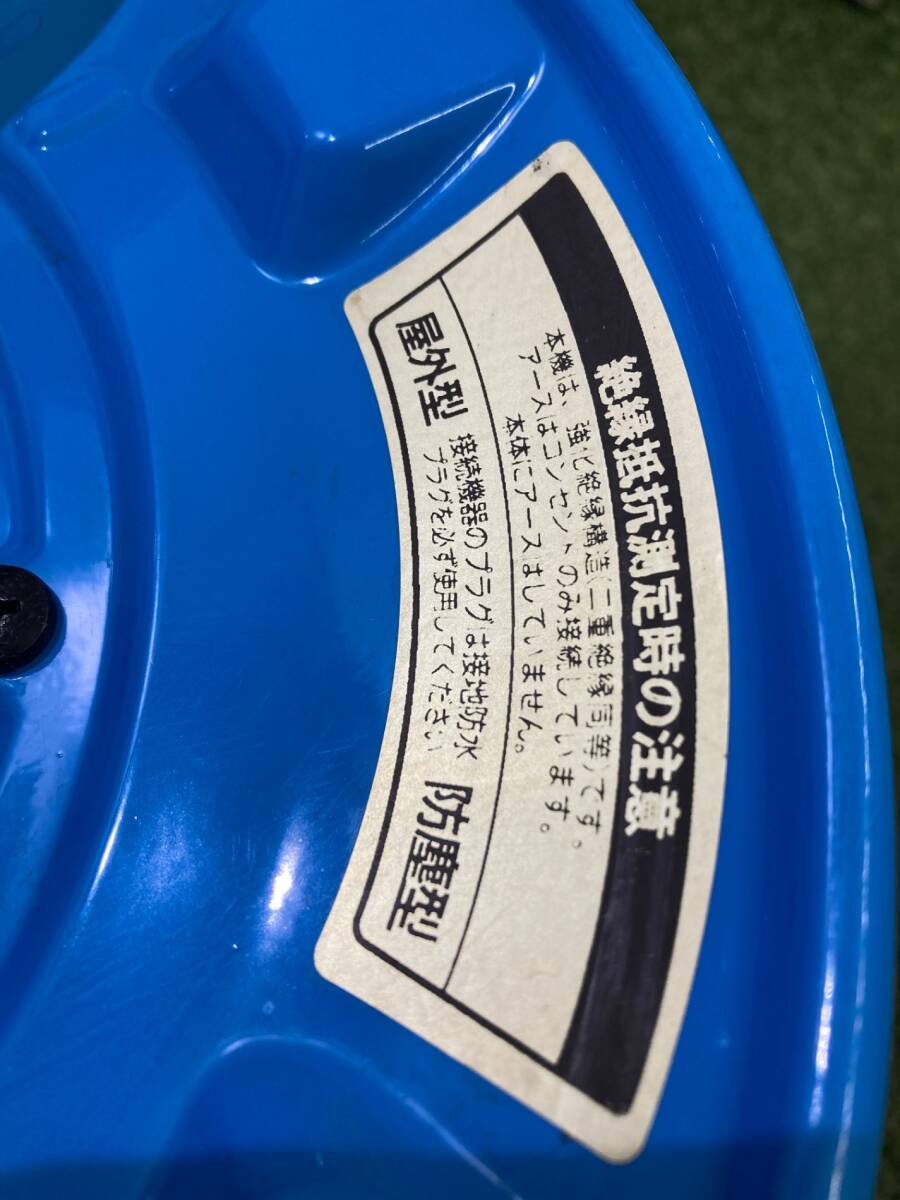 絶縁抵抗測定時の注意
本機は、強化絶縁構造(二重絶縁同等)です。
アースはコンセントのみ接続しています。
本体にアースはしていません。
屋外型
接続機器のプラグは接地防水
プラグを必ず使用してください
防塵型